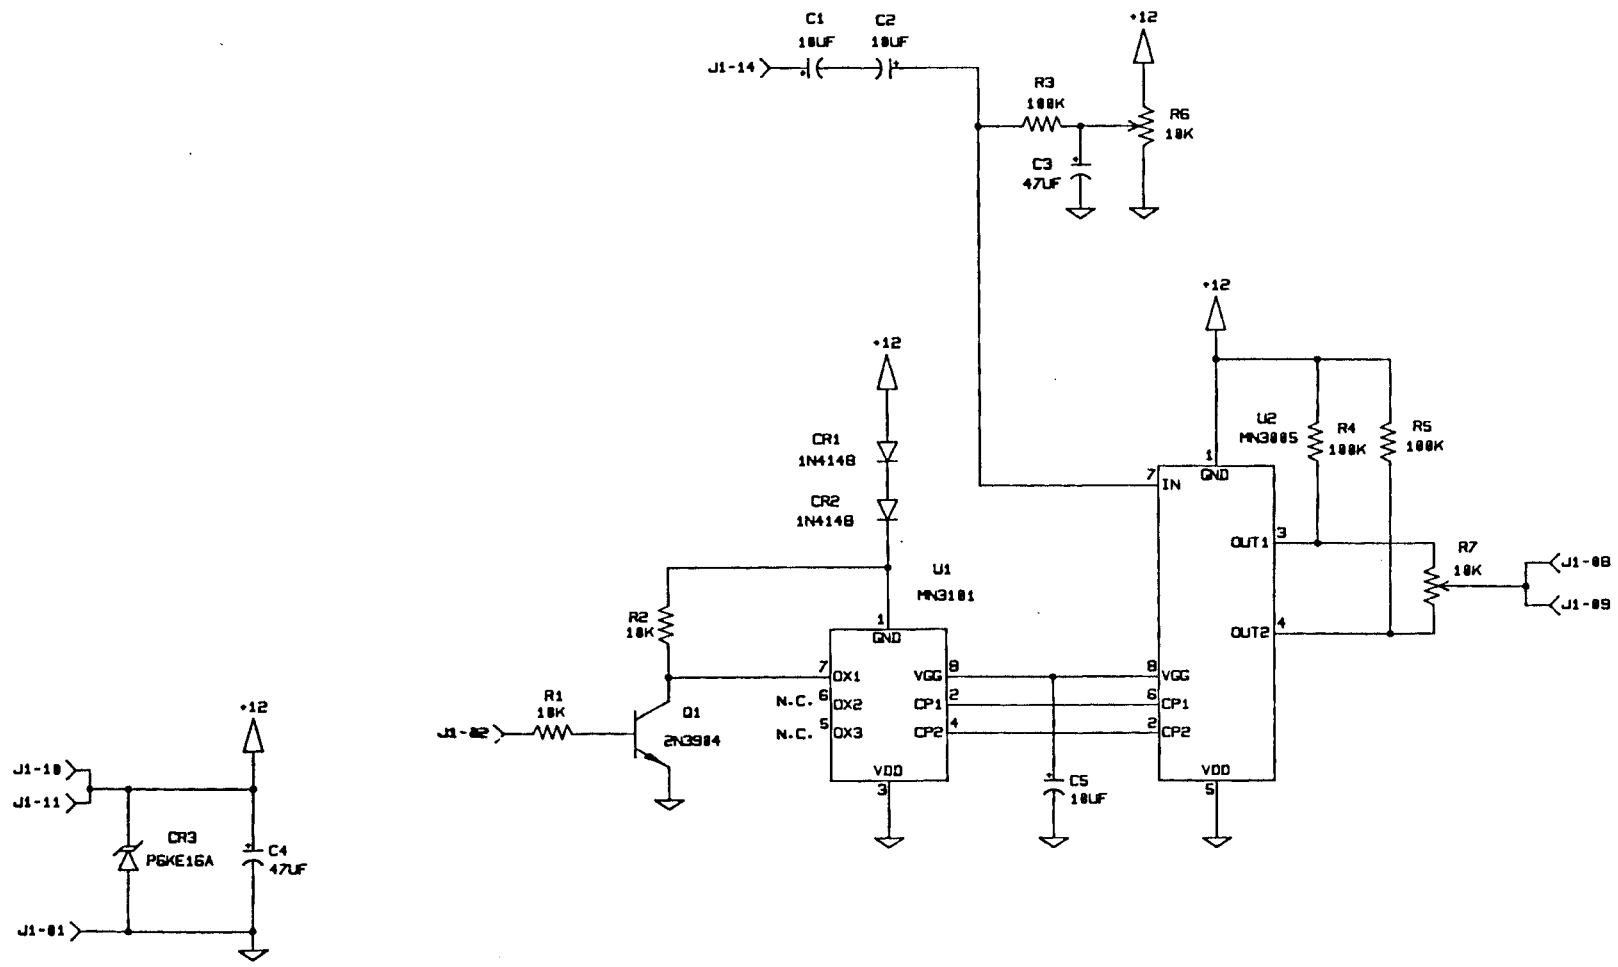 +12
C1
10UF
C2
10UF
J1-14
+
+
R3
100K
R6
10K
C3
47UF
+
+12
+12
CR1
1N4148
CR2
1N4148
U2
MN3005
R4
100K
R5
100K
1
GND
7
IN
OUT1
3
R7
10K
J1-08
J1-09
OUT2
4
U1
MN3101
R2
10K
1
GND
7
OX1
VGG
8
8
VGG
N.C.
6
OX2
CP1
2
6
CP1
N.C.
5
OX3
CP2
4
2
CP2
VDD
3
VDD
5
+
C5
10UF
J1-02
R1
10K
Q1
2N3904
+12
J1-10
J1-11
CR3
P6KE16A
+
C4
47UF
J1-01